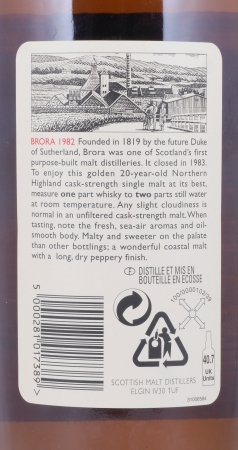 BRORA 1982 Founded in 1819 by the future Duke
of Sutherland, Brora was one of Scotland's first
purpose-built malt distilleries. It closed in 1983.
To enjoy this golden 20-year-old Northern
Highland cask-strength single malt at its best,
measure one part whisky to two parts still water
at room temperature. Any slight cloudiness is
normal in an unfiltered cask-strength malt. When
tasting, note the fresh, sea-air aromas and oil-
smooth body. Malty and sweeter on the palate
than other bottlings; a wonderful coastal malt
with a long, dry peppery finish.
DISTILLÉ ET MIS EN
BOUTEILLE EN ECOSSE
5 000281 017389
40.7
UK
Units
SCOTTISH MALT DISTILLERS
ELGIN IV30 1UF